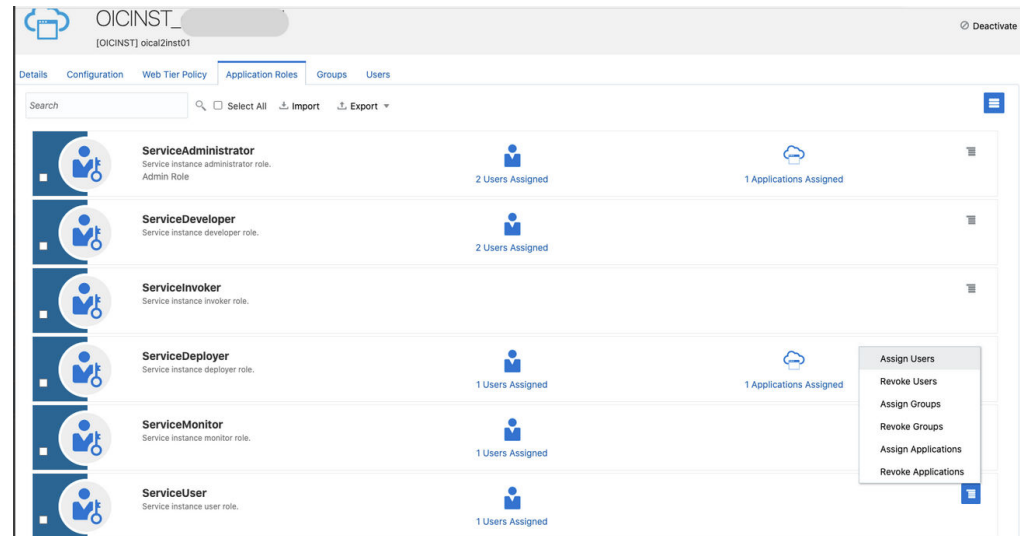 OICINST_
Deactivate
[OICINST] oical2inst01
Details Configuration Web Tier Policy Application Roles Groups Users
Search Select All Import Export
ServiceAdministrator
Service instance administrator role.
Admin Role
2 Users Assigned 1 Applications Assigned
ServiceDeveloper
Service instance developer role.
2 Users Assigned
ServiceInvoker
Service instance invoker role.
ServiceDeployer
Service instance deployer role.
1 Users Assigned 1 Applications Assigned
ServiceMonitor
Service instance monitor role.
1 Users Assigned
ServiceUser
Service instance user role.
1 Users Assigned
Assign Users
Revoke Users
Assign Groups
Revoke Groups
Assign Applications
Revoke Applications